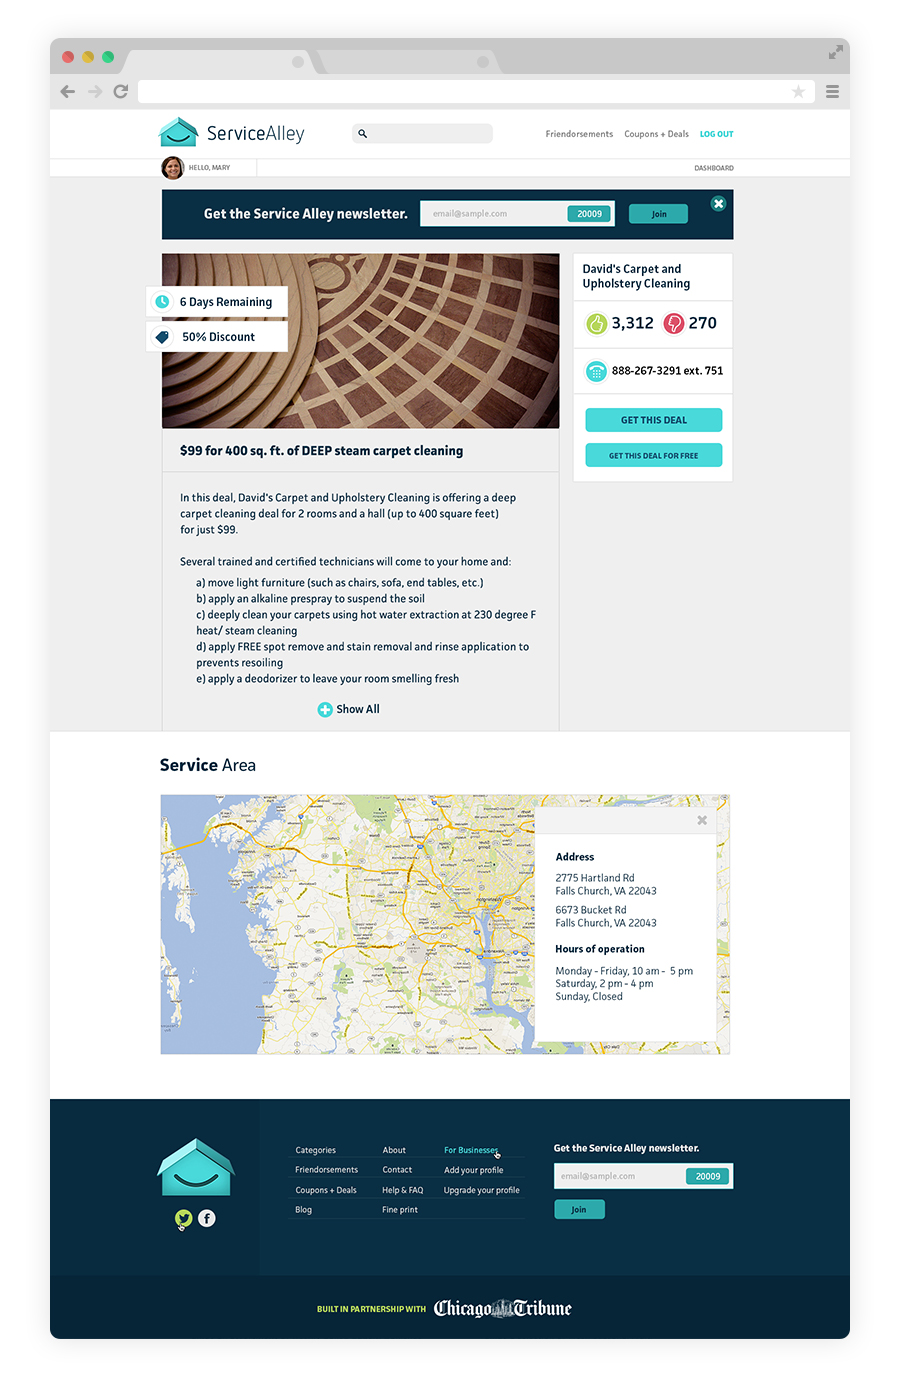 ServiceAlley
Friendorsements Coupons + Deals LOG OUT
HELLO, MARY
DASHBOARD
Get the Service Alley newsletter.
email@sample.com
20009
Join
6 Days Remaining
50% Discount
David's Carpet and
Upholstery Cleaning
3,312 270
888-267-3291 ext. 751
GET THIS DEAL
GET THIS DEAL FOR FREE
$99 for 400 sq. ft. of DEEP steam carpet cleaning
In this deal, David's Carpet and Upholstery Cleaning is offering a deep
carpet cleaning deal for 2 rooms and a hall (up to 400 square feet)
for just $99.
Several trained and certified technicians will come to your home and:
a) move light furniture (such as chairs, sofa, end tables, etc.)
b) apply an alkaline prespray to suspend the soil
c) deeply clean your carpets using hot water extraction at 230 degree F
heat/ steam cleaning
d) apply FREE spot remove and stain removal and rinse application to
prevents resoiling
e) apply a deodorizer to leave your room smelling fresh
Show All
Service Area
Address
2775 Hartland Rd
Falls Church, VA 22043
6673 Bucket Rd
Falls Church, VA 22043
Hours of operation
Monday - Friday, 10 am - 5 pm
Saturday, 2 pm - 4 pm
Sunday, Closed
Categories
Friendorsements
Coupons + Deals
Blog
About
Contact
Help & FAQ
Fine print
For Businesses
Add your profile
Upgrade your profile
Get the Service Alley newsletter.
email@sample.com
20009
Join
BUILT IN PARTNERSHIP WITH Chicago Tribune